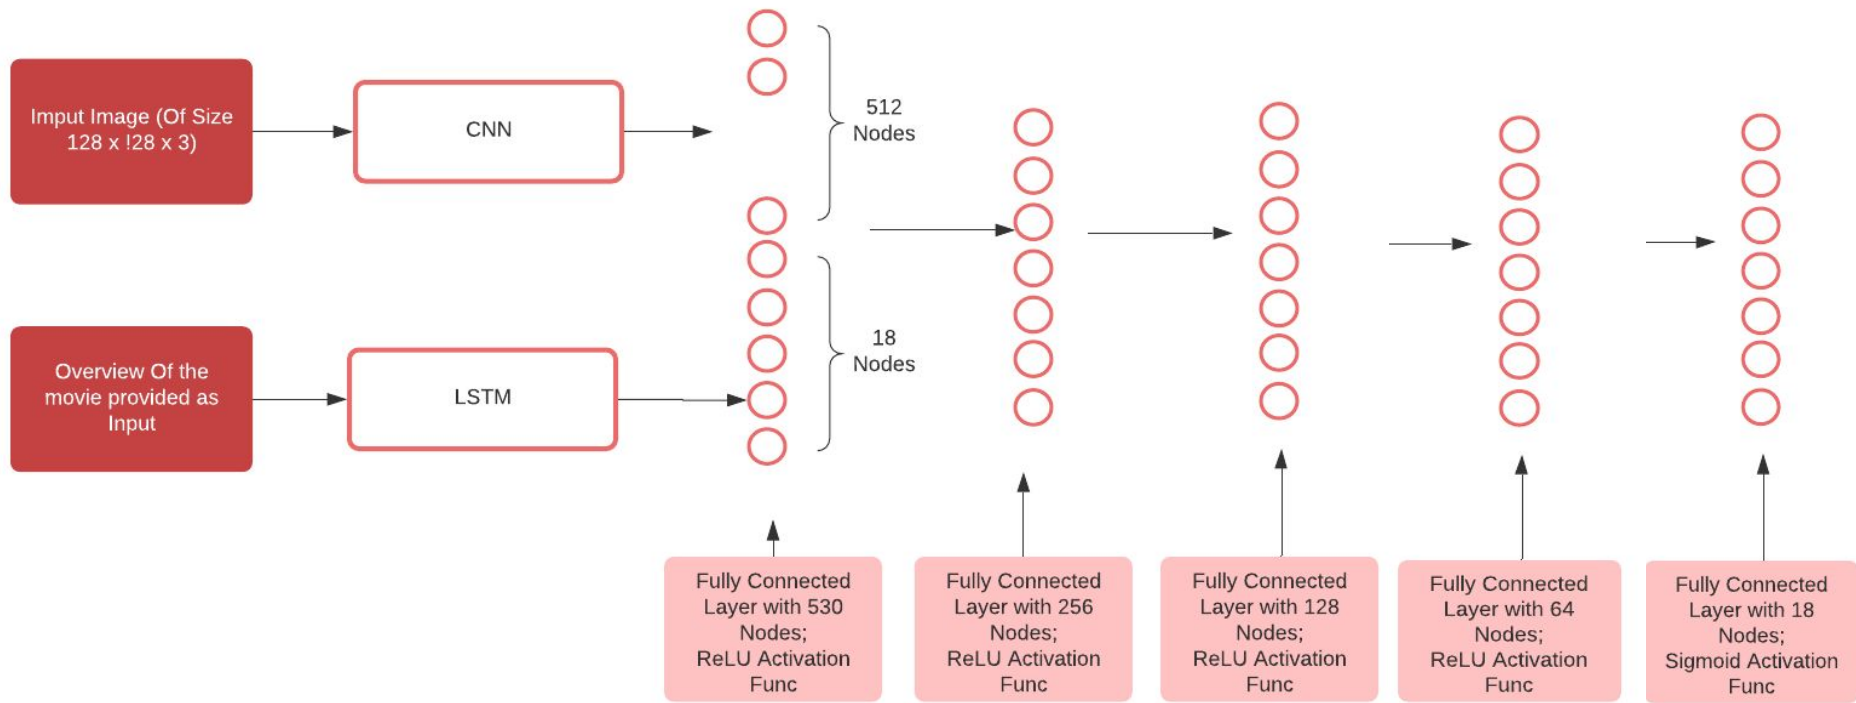 Imput Image (Of Size
128 x !28 x 3)
CNN
512
Nodes
Overview Of the
movie provided as
Input
LSTM
18
Nodes
Fully Connected
Layer with 530
Nodes;
ReLU Activation
Func
Fully Connected
Layer with 256
Nodes;
ReLU Activation
Func
Fully Connected
Layer with 128
Nodes;
ReLU Activation
Func
Fully Connected
Layer with 64
Nodes;
ReLU Activation
Func
Fully Connected
Layer with 18
Nodes;
Sigmoid Activation
Func